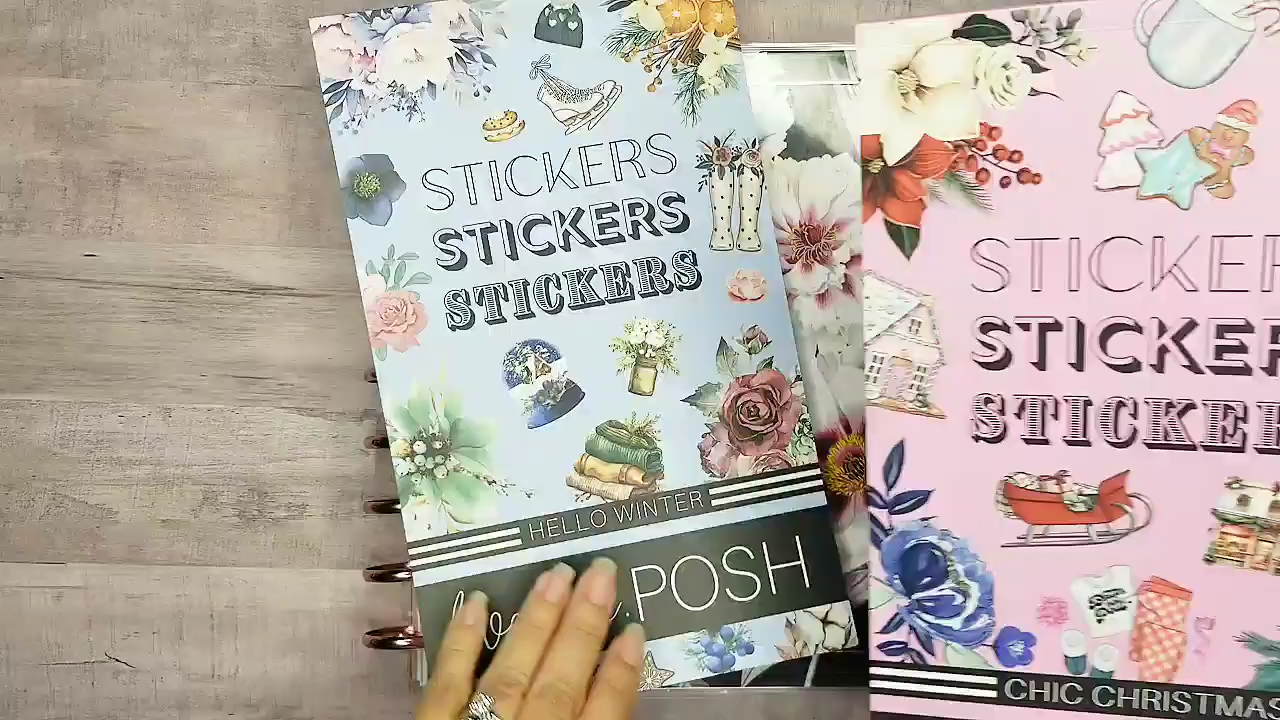 STICKERS
STICKERS
STICKERS
HELLO WINTER
POSH
STICKER
STICKER
STICKER
CHIC CHRISTMAS